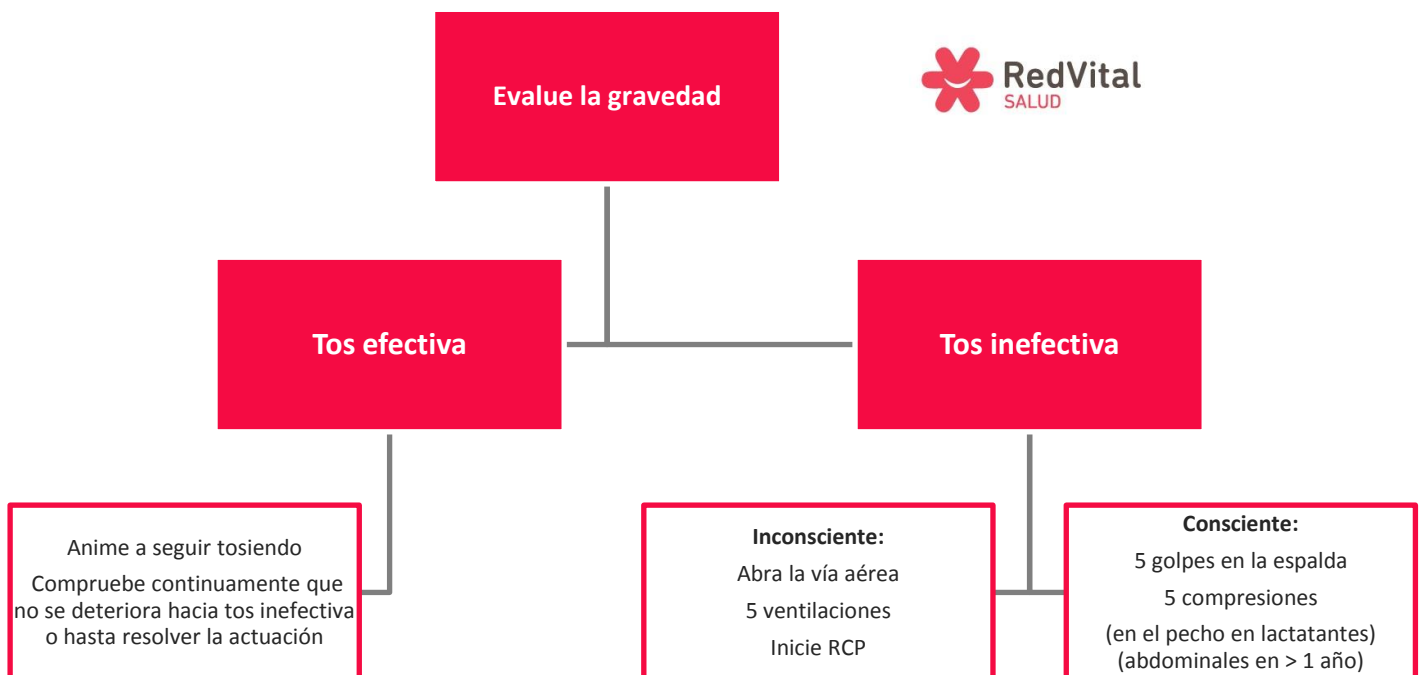 Evalue la gravedad
RedVital
SALUD
Tos efectiva
Tos inefectiva
Anime a seguir tosiendo
Compruebe continuamente que
no se deteriora hacia tos inefectiva
o hasta resolver la actuación
Inconsciente:
Abra la vía aérea
5 ventilaciones
Inicie RCP
Consciente:
5 golpes en la espalda
5 compresiones
(en el pecho en lactatantes)
(abdominales en > 1 año)